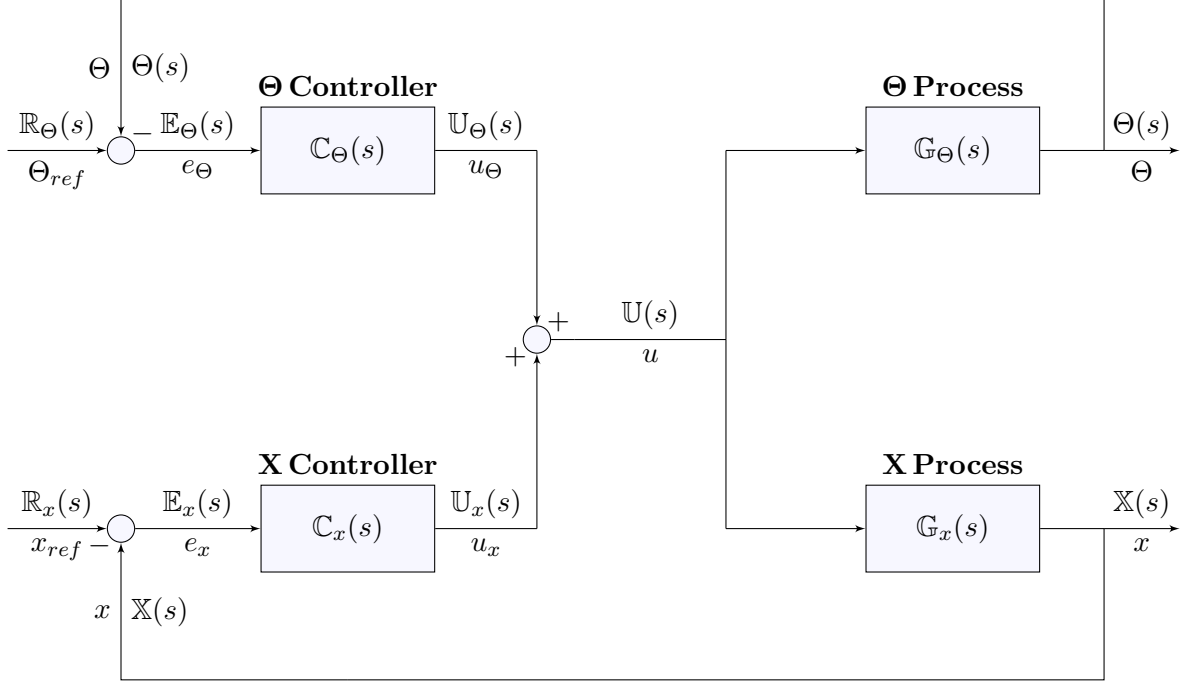 Θ Θ(s)
Θ Controller
Θ Process
ℝ_Θ(s)
Θ_ref
−
𝔼_Θ(s)
e_Θ
ℂ_Θ(s)
𝕌_Θ(s)
u_Θ
𝔾_Θ(s)
Θ(s)
Θ
+
+
𝕌(s)
u
X Controller
X Process
ℝ_x(s)
x_ref
−
𝔼_x(s)
e_x
ℂ_x(s)
𝕌_x(s)
u_x
𝔾_x(s)
𝕏(s)
x
x 𝕏(s)